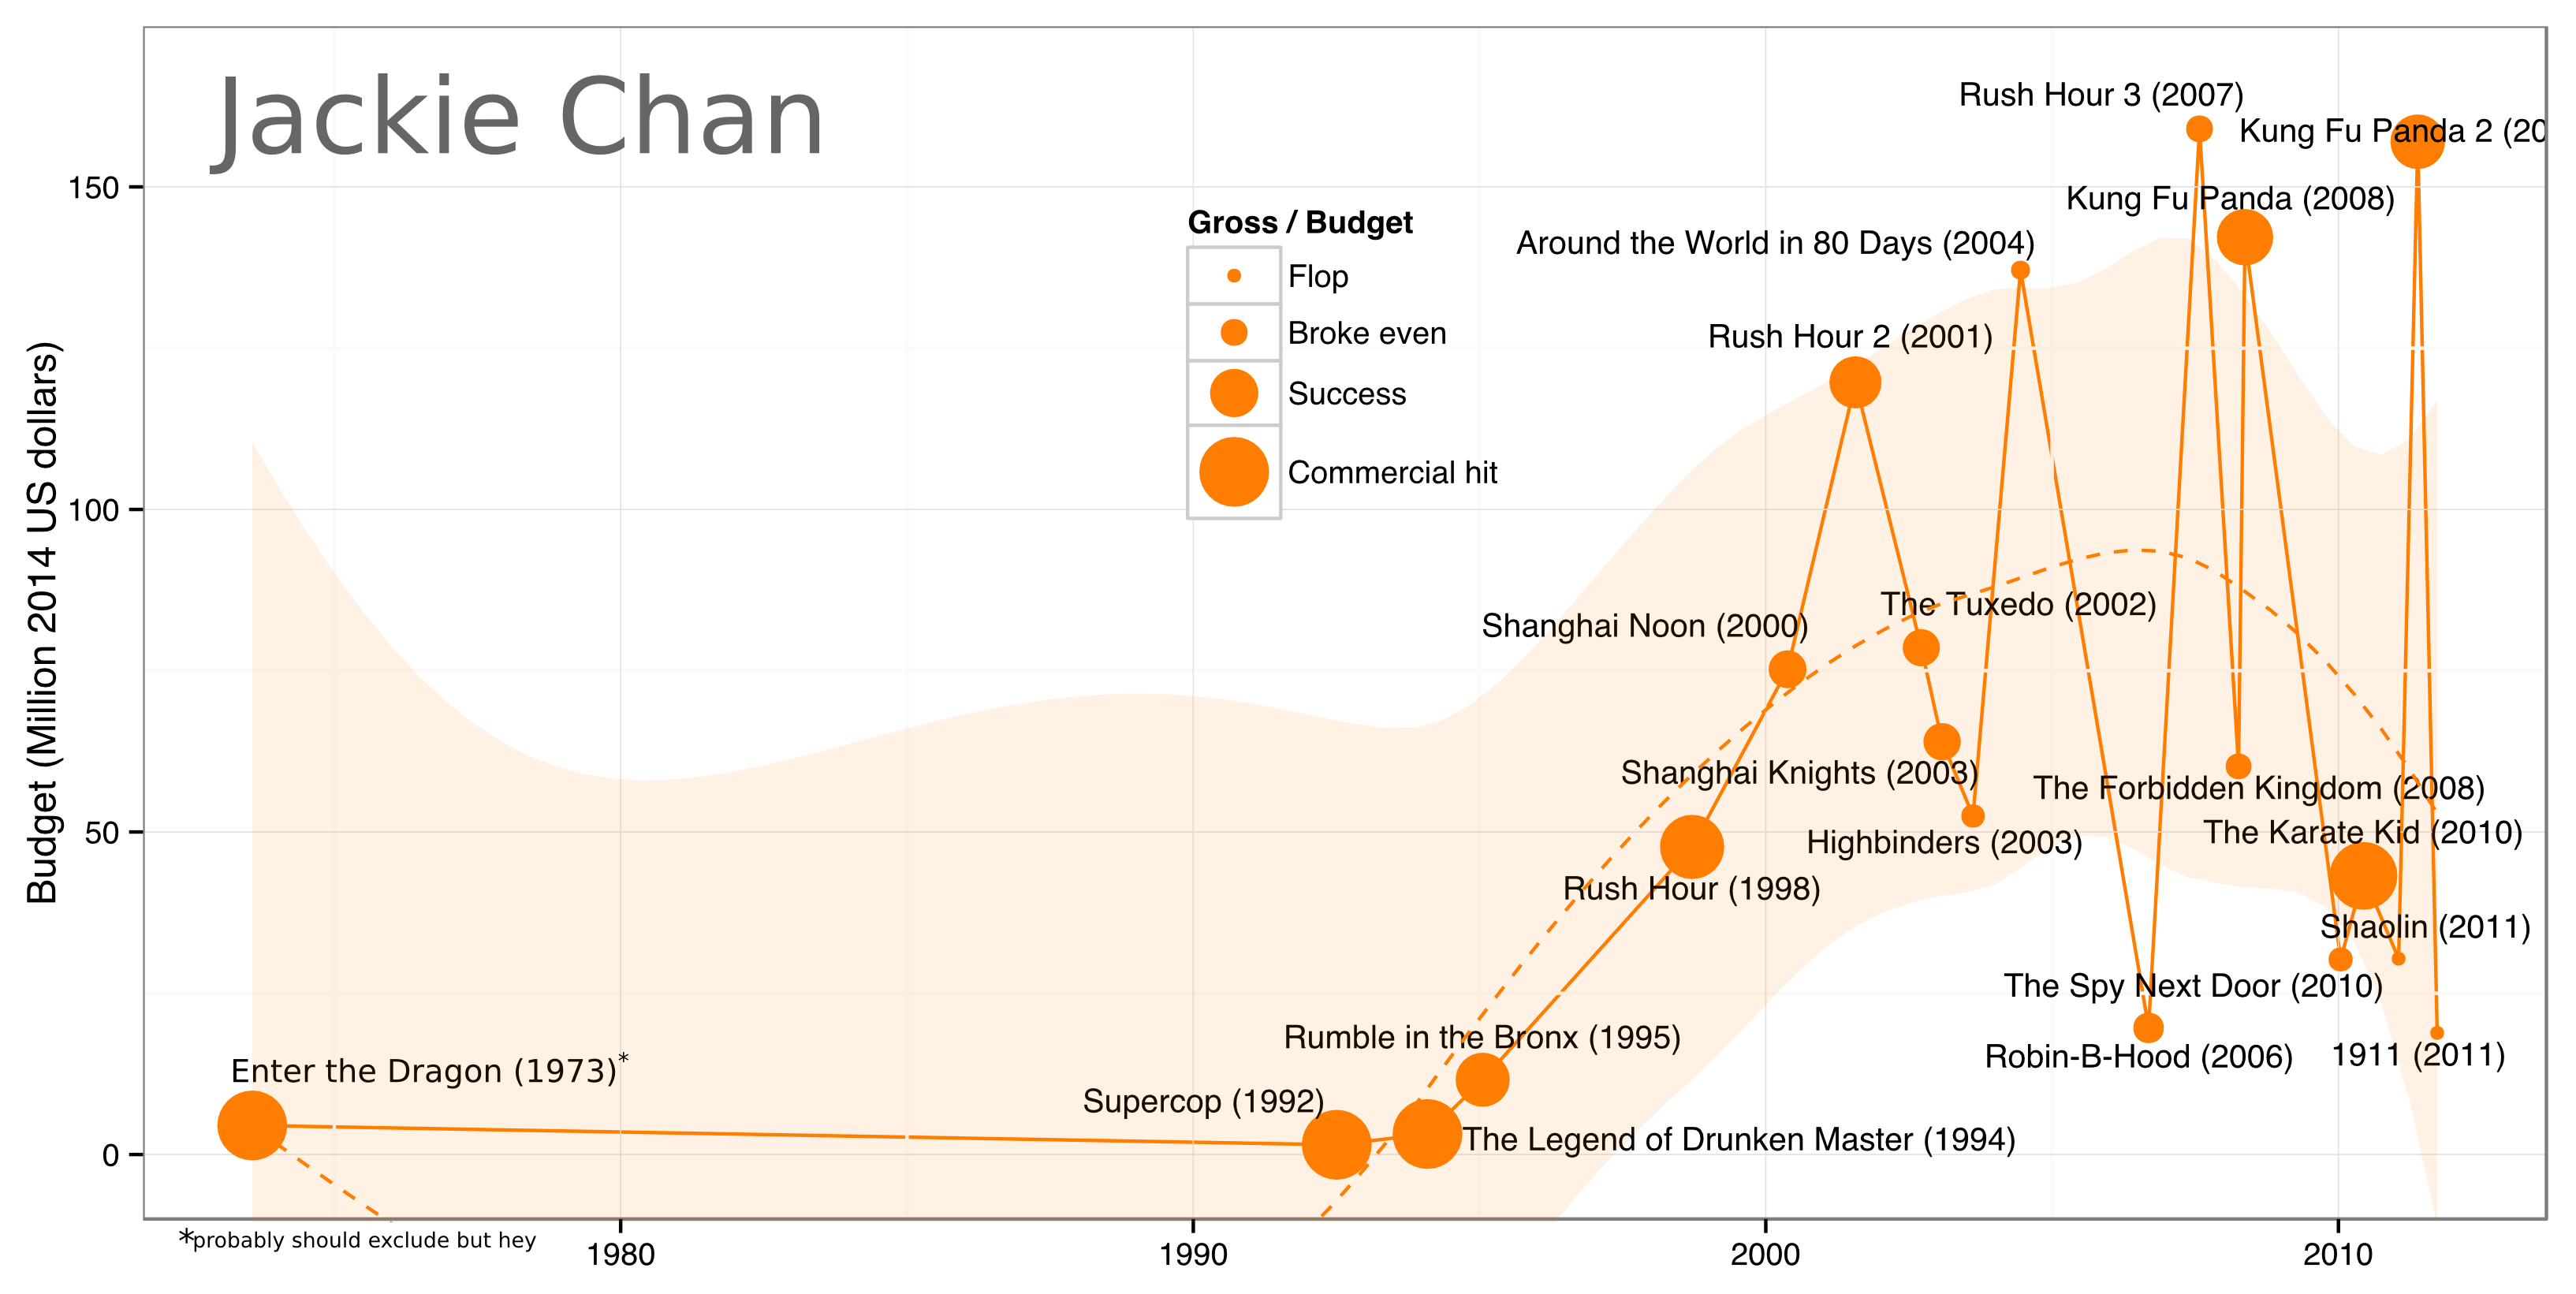 Jackie Chan
Rush Hour 3 (2007)
Kung Fu Panda 2 (20
150
Kung Fu Panda (2008)
Gross / Budget
Around the World in 80 Days (2004)
Flop
Broke even
Rush Hour 2 (2001)
Success
Commercial hit
100
Budget (Million 2014 US dollars)
The Tuxedo (2002)
Shanghai Noon (2000)
Shanghai Knights (2003)
The Forbidden Kingdom (2008)
50
The Karate Kid (2010)
Highbinders (2003)
Rush Hour (1998)
Shaolin (2011)
The Spy Next Door (2010)
Rumble in the Bronx (1995)
Robin-B-Hood (2006)
1911 (2011)
Enter the Dragon (1973)*
Supercop (1992)
The Legend of Drunken Master (1994)
0
*probably should exclude but hey
1980
1990
2000
2010